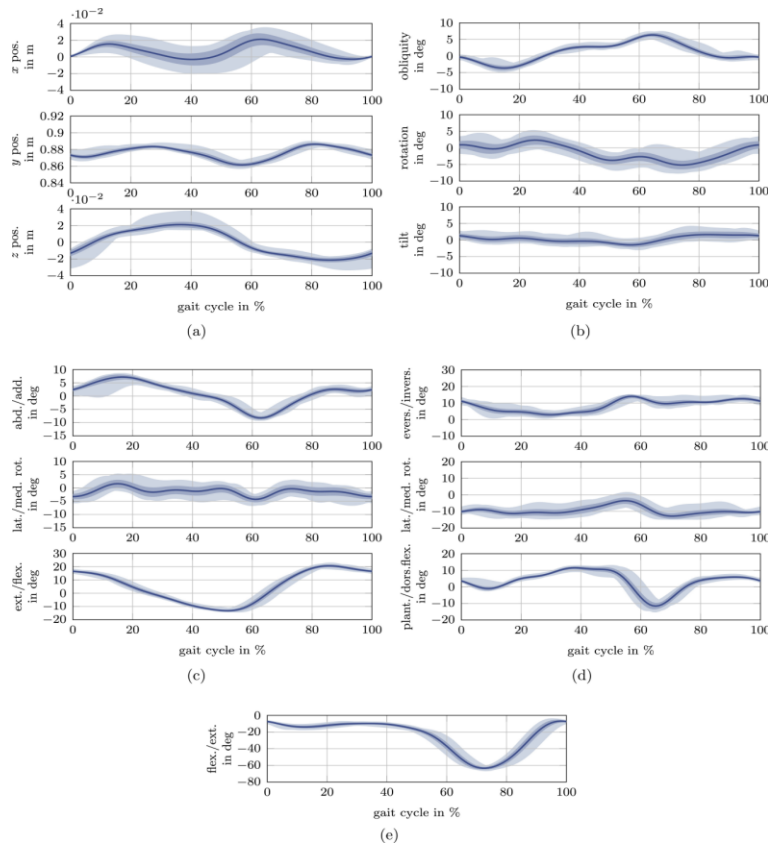 ·10⁻²
x pos.
in m
4
2
0
−2
−4
0 20 40 60 80 100
y pos.
in m
0.92
0.9
0.88
0.86
0.84
0 20 40 60 80 100
·10⁻²
z pos.
in m
4
2
0
−2
−4
0 20 40 60 80 100
gait cycle in %
(a)
obliquity
in deg
10
5
0
−5
−10
0 20 40 60 80 100
rotation
in deg
10
5
0
−5
−10
0 20 40 60 80 100
tilt
in deg
10
5
0
−5
−10
0 20 40 60 80 100
gait cycle in %
(b)
abd./add.
in deg
10
5
0
−5
−10
−15
0 20 40 60 80 100
lat./med. rot.
in deg
10
5
0
−5
−10
−15
0 20 40 60 80 100
ext./flex.
in deg
30
20
10
0
−10
−20
0 20 40 60 80 100
gait cycle in %
(c)
evers./invers.
in deg
30
20
10
0
−10
0 20 40 60 80 100
lat./med. rot.
in deg
20
10
0
−10
−20
0 20 40 60 80 100
plant./dors.flex.
in deg
20
10
0
−10
−20
0 20 40 60 80 100
gait cycle in %
(d)
flex./ext.
in deg
0
−20
−40
−60
−80
0 20 40 60 80 100
gait cycle in %
(e)